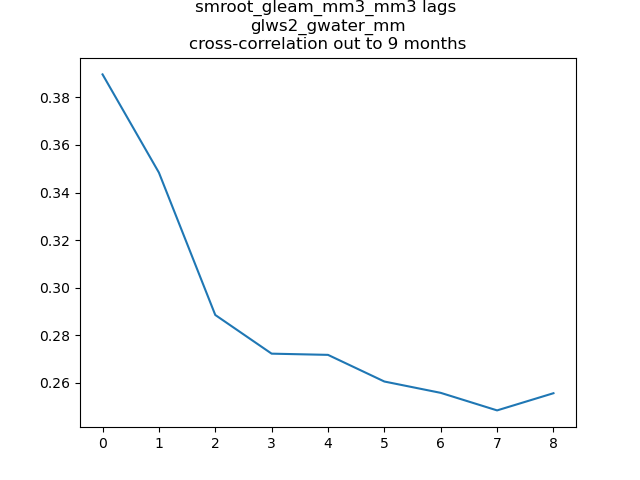 smroot_gleam_mm3_mm3 lags
glws2_gwater_mm
cross-correlation out to 9 months
0.38
0.36
0.34
0.32
0.30
0.28
0.26
0 1 2 3 4 5 6 7 8